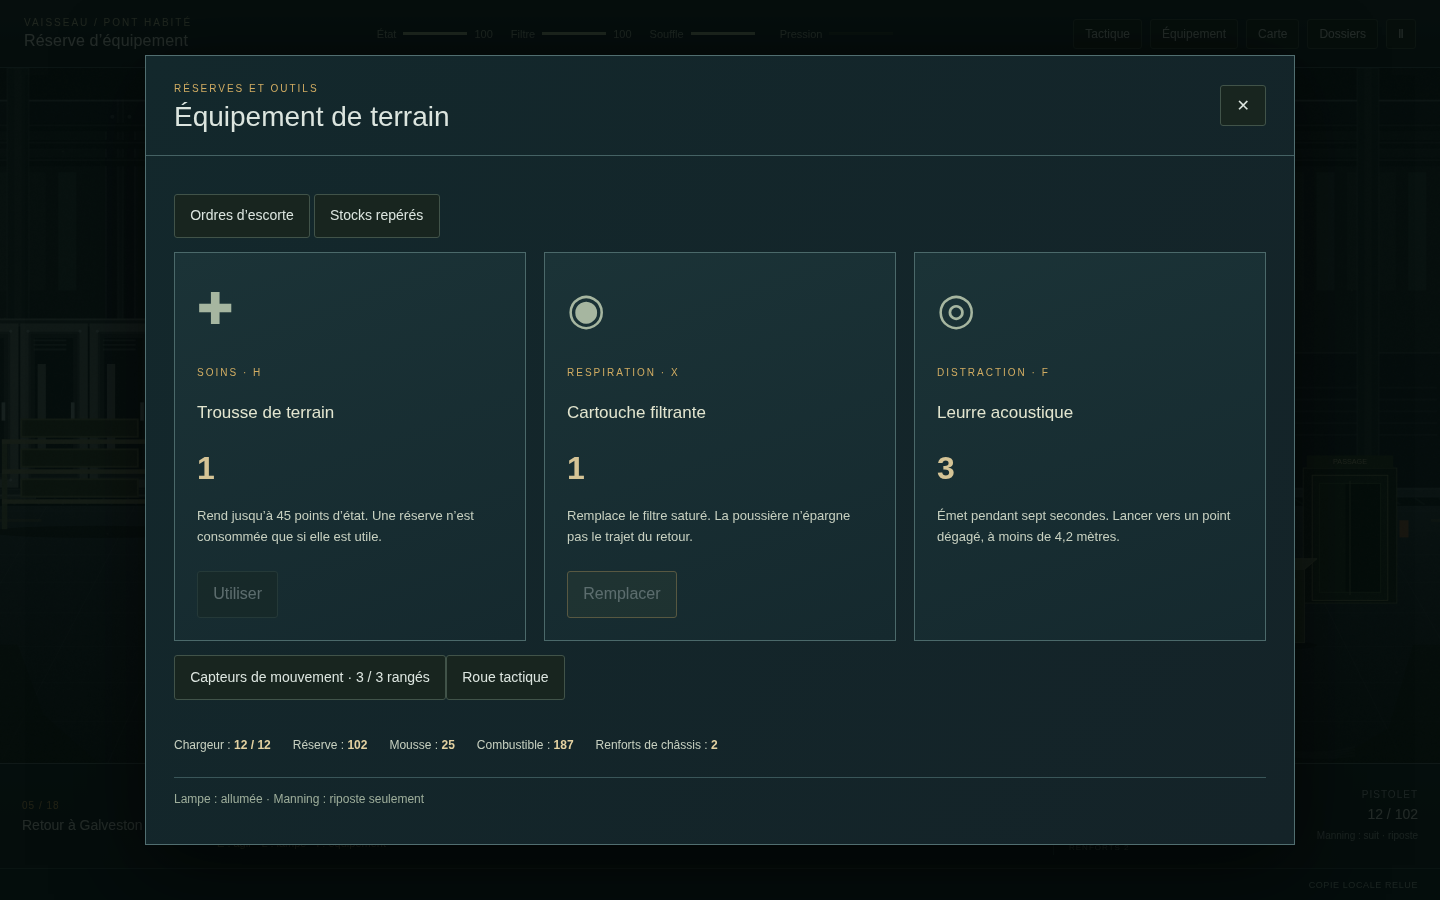 VAISSEAU / PONT HABITÉ
Réserve d’équipement
État 100 Filtre 100 Souffle Pression
Tactique Équipement Carte Dossiers II
RÉSERVES ET OUTILS
Équipement de terrain
×
Ordres d’escorte Stocks repérés
SOINS · H
Trousse de terrain
1
Rend jusqu’à 45 points d’état. Une réserve n’est
consommée que si elle est utile.
Utiliser
RESPIRATION · X
Cartouche filtrante
1
Remplace le filtre saturé. La poussière n’épargne
pas le trajet du retour.
Remplacer
DISTRACTION · F
Leurre acoustique
3
Émet pendant sept secondes. Lancer vers un point
dégagé, à moins de 4,2 mètres.
Capteurs de mouvement · 3 / 3 rangés Roue tactique
Chargeur : 12 / 12 Réserve : 102 Mousse : 25 Combustible : 187 Renforts de châssis : 2
Lampe : allumée · Manning : riposte seulement
05 / 18
Retour à Galveston
PISTOLET
12 / 102
Manning : suit · riposte
COPIE LOCALE RELUE